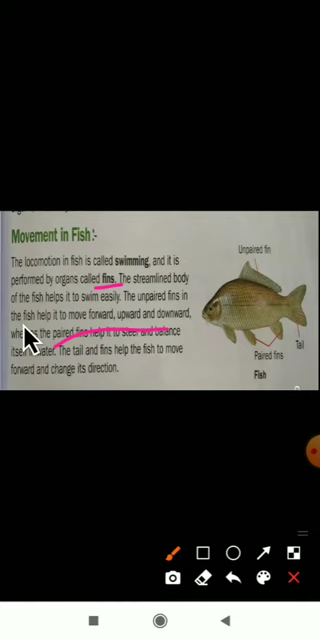 Movement in Fish :-
The locomotion in fish is called swimming, and it is
performed by organs called fins. The streamlined body
of the fish helps it to swim easily. The unpaired fins in
the fish help it to move forward, upward and downward,
the paired fins help it to steer and balance
itself water. The tail and fins help the fish to move
forward and change its direction.
Unpaired fin
Paired fins
Tail
Fish